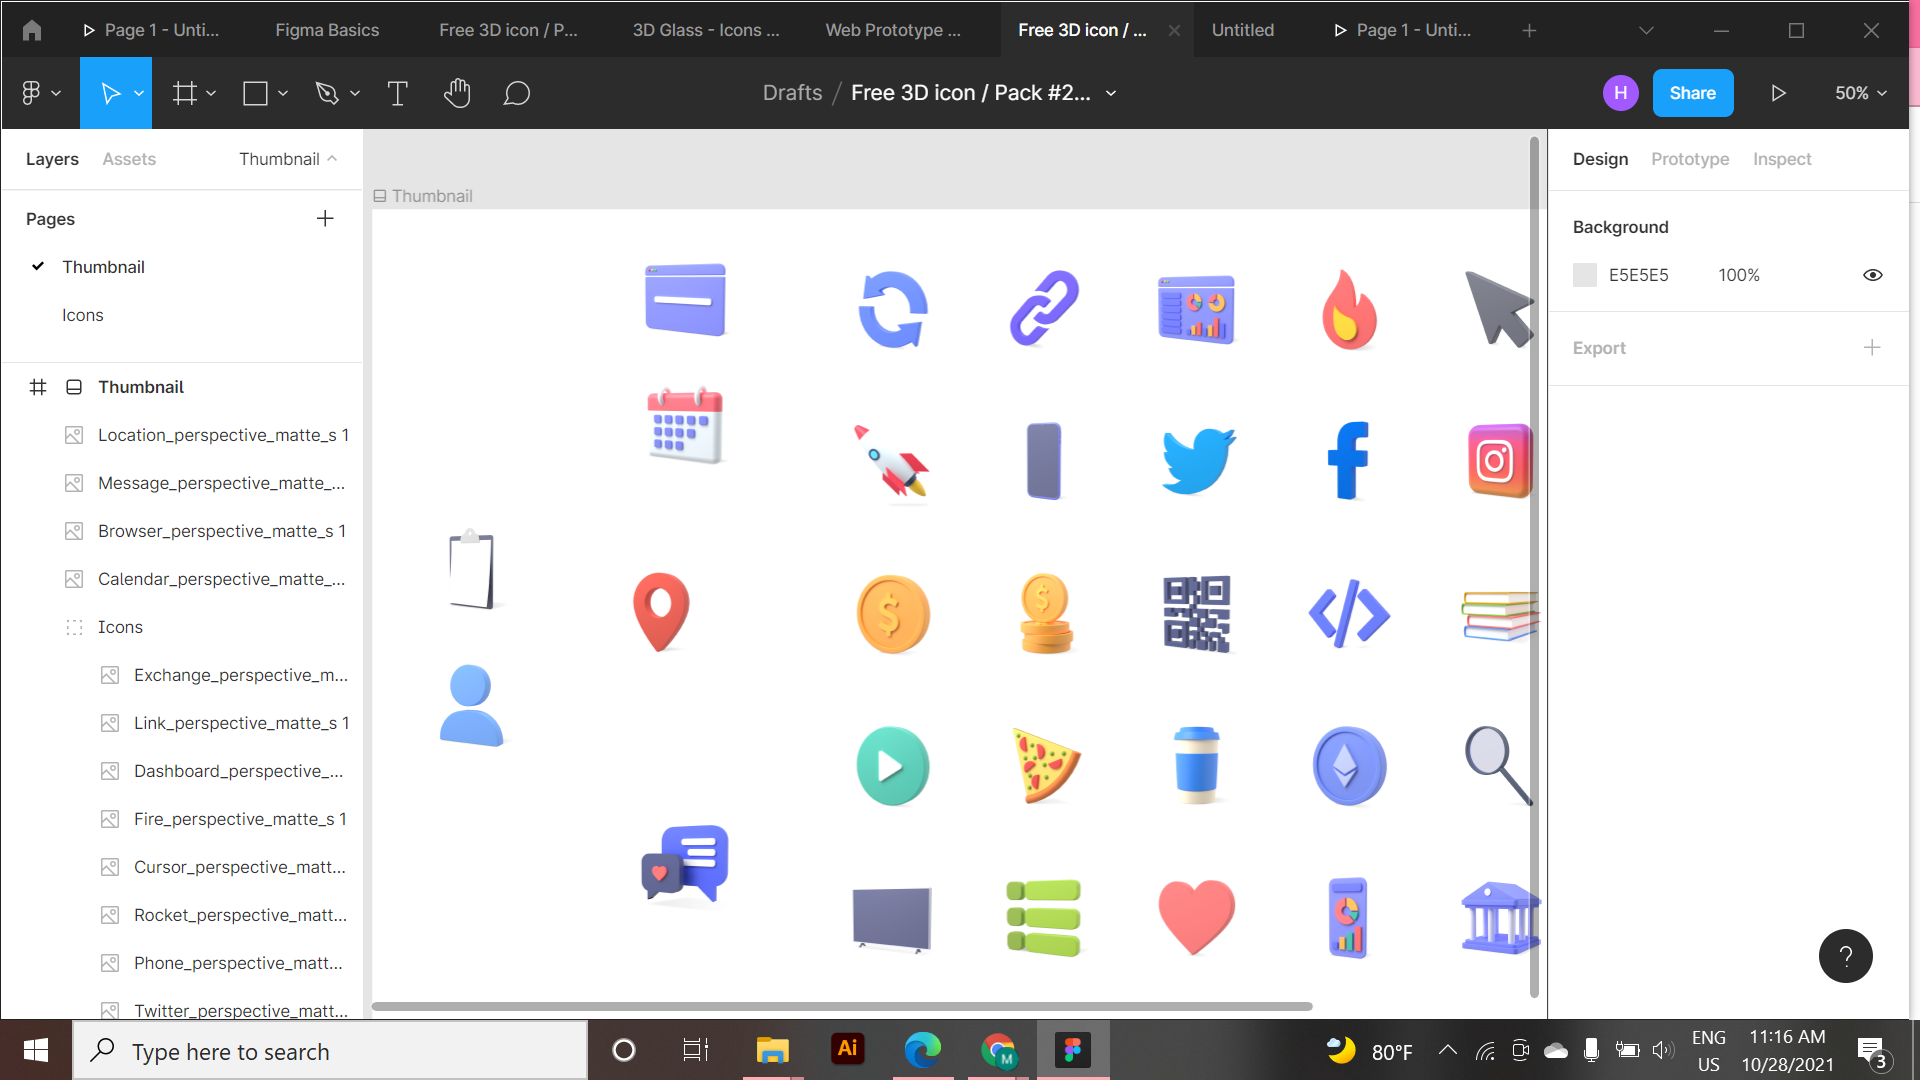 Page 1 - Unti...
Figma Basics
Free 3D icon / P...
3D Glass - Icons ...
Web Prototype ...
Free 3D icon / ...
Untitled
Page 1 - Unti...
Drafts / Free 3D icon / Pack #2...
H
Share
50%
Layers
Assets
Thumbnail
Pages
Thumbnail
Icons
Thumbnail
Location_perspective_matte_s 1
Message_perspective_matte_...
Browser_perspective_matte_s 1
Calendar_perspective_matte_...
Icons
Exchange_perspective_m...
Link_perspective_matte_s 1
Dashboard_perspective_...
Fire_perspective_matte_s 1
Cursor_perspective_matt...
Rocket_perspective_matt...
Phone_perspective_matt...
Twitter_perspective_matt...
Thumbnail
$
$
Design
Prototype
Inspect
Background
E5E5E5
100%
Export
?
Type here to search
Ai
M
80°F
ENG
US
11:16 AM
10/28/2021
3